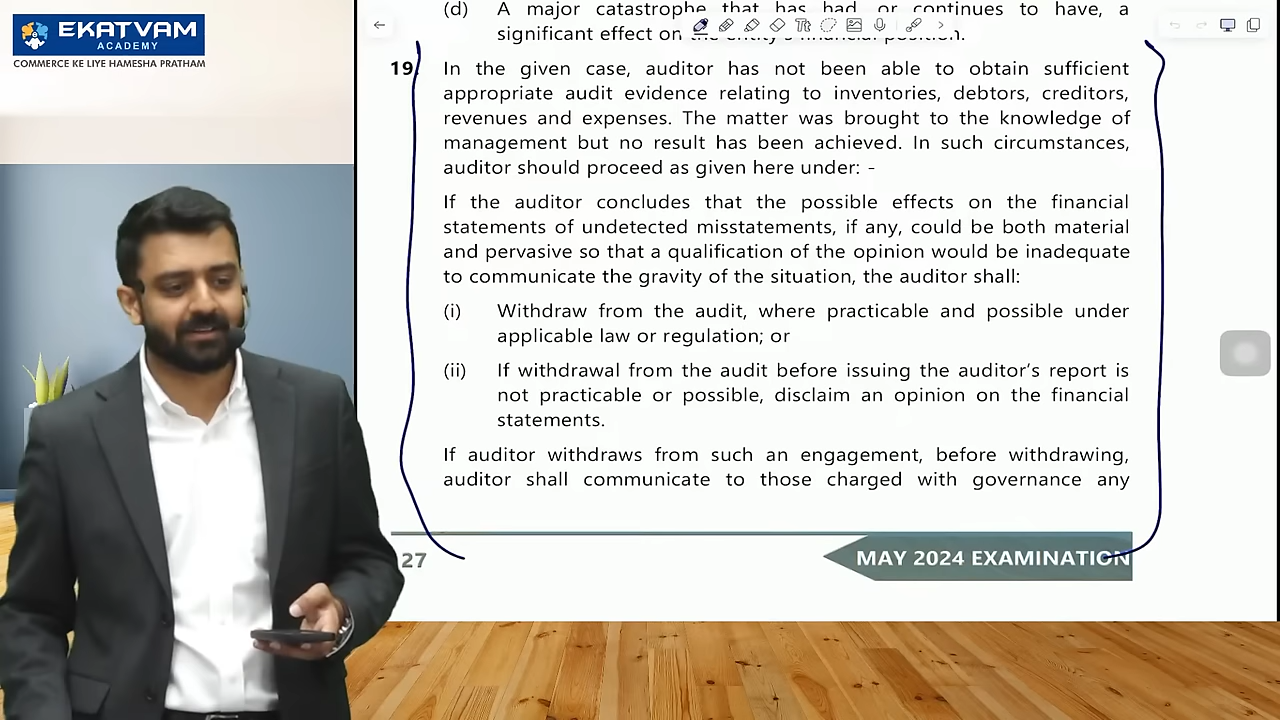 EKATVAM
ACADEMY
COMMERCE KE LIYE HAMESHA PRATHAM
(d) A major catastrophe that has had, or continues to have, a
significant effect on the entity's financial position.
19 In the given case, auditor has not been able to obtain sufficient
appropriate audit evidence relating to inventories, debtors, creditors,
revenues and expenses. The matter was brought to the knowledge of
management but no result has been achieved. In such circumstances,
auditor should proceed as given here under: -
If the auditor concludes that the possible effects on the financial
statements of undetected misstatements, if any, could be both material
and pervasive so that a qualification of the opinion would be inadequate
to communicate the gravity of the situation, the auditor shall:
(i) Withdraw from the audit, where practicable and possible under
applicable law or regulation; or
(ii) If withdrawal from the audit before issuing the auditor's report is
not practicable or possible, disclaim an opinion on the financial
statements.
If auditor withdraws from such an engagement, before withdrawing,
auditor shall communicate to those charged with governance any
27
MAY 2024 EXAMINATION